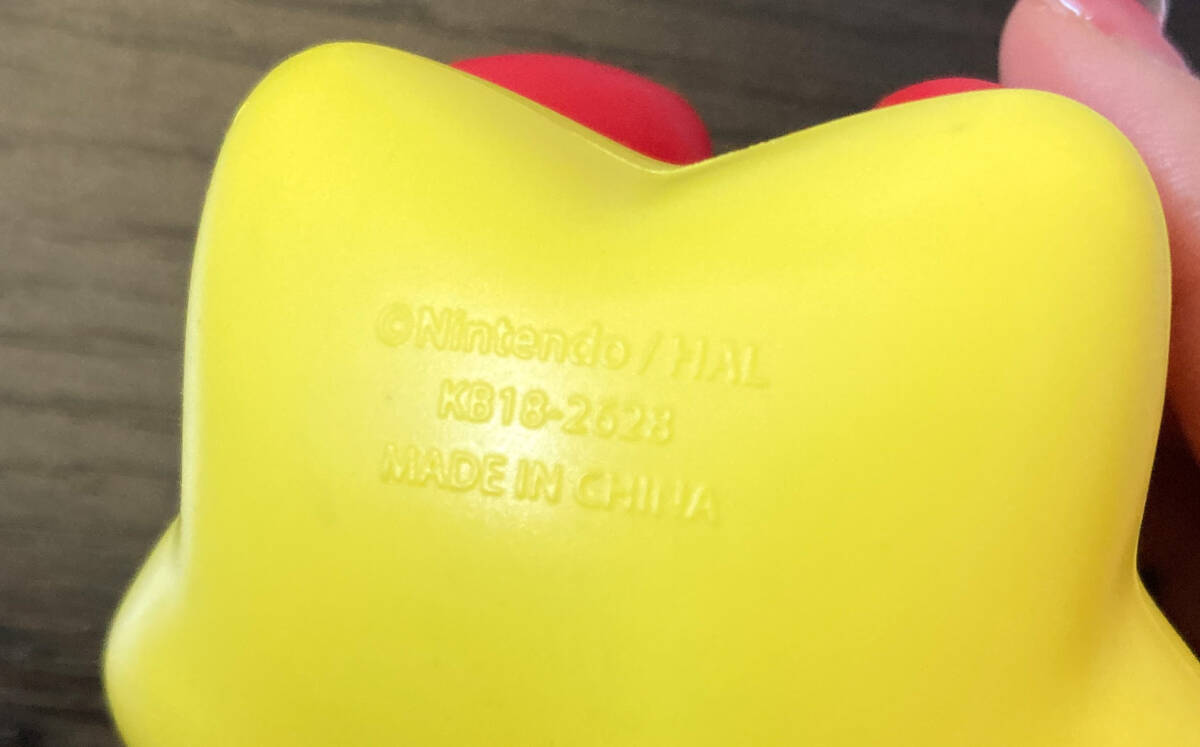 ©Nintendo / HAL
KB18-2628
MADE IN CHINA